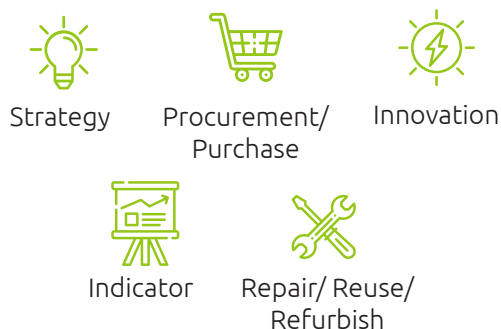 Strategy
Procurement/
Purchase
Innovation
Indicator
Repair/ Reuse/
Refurbish